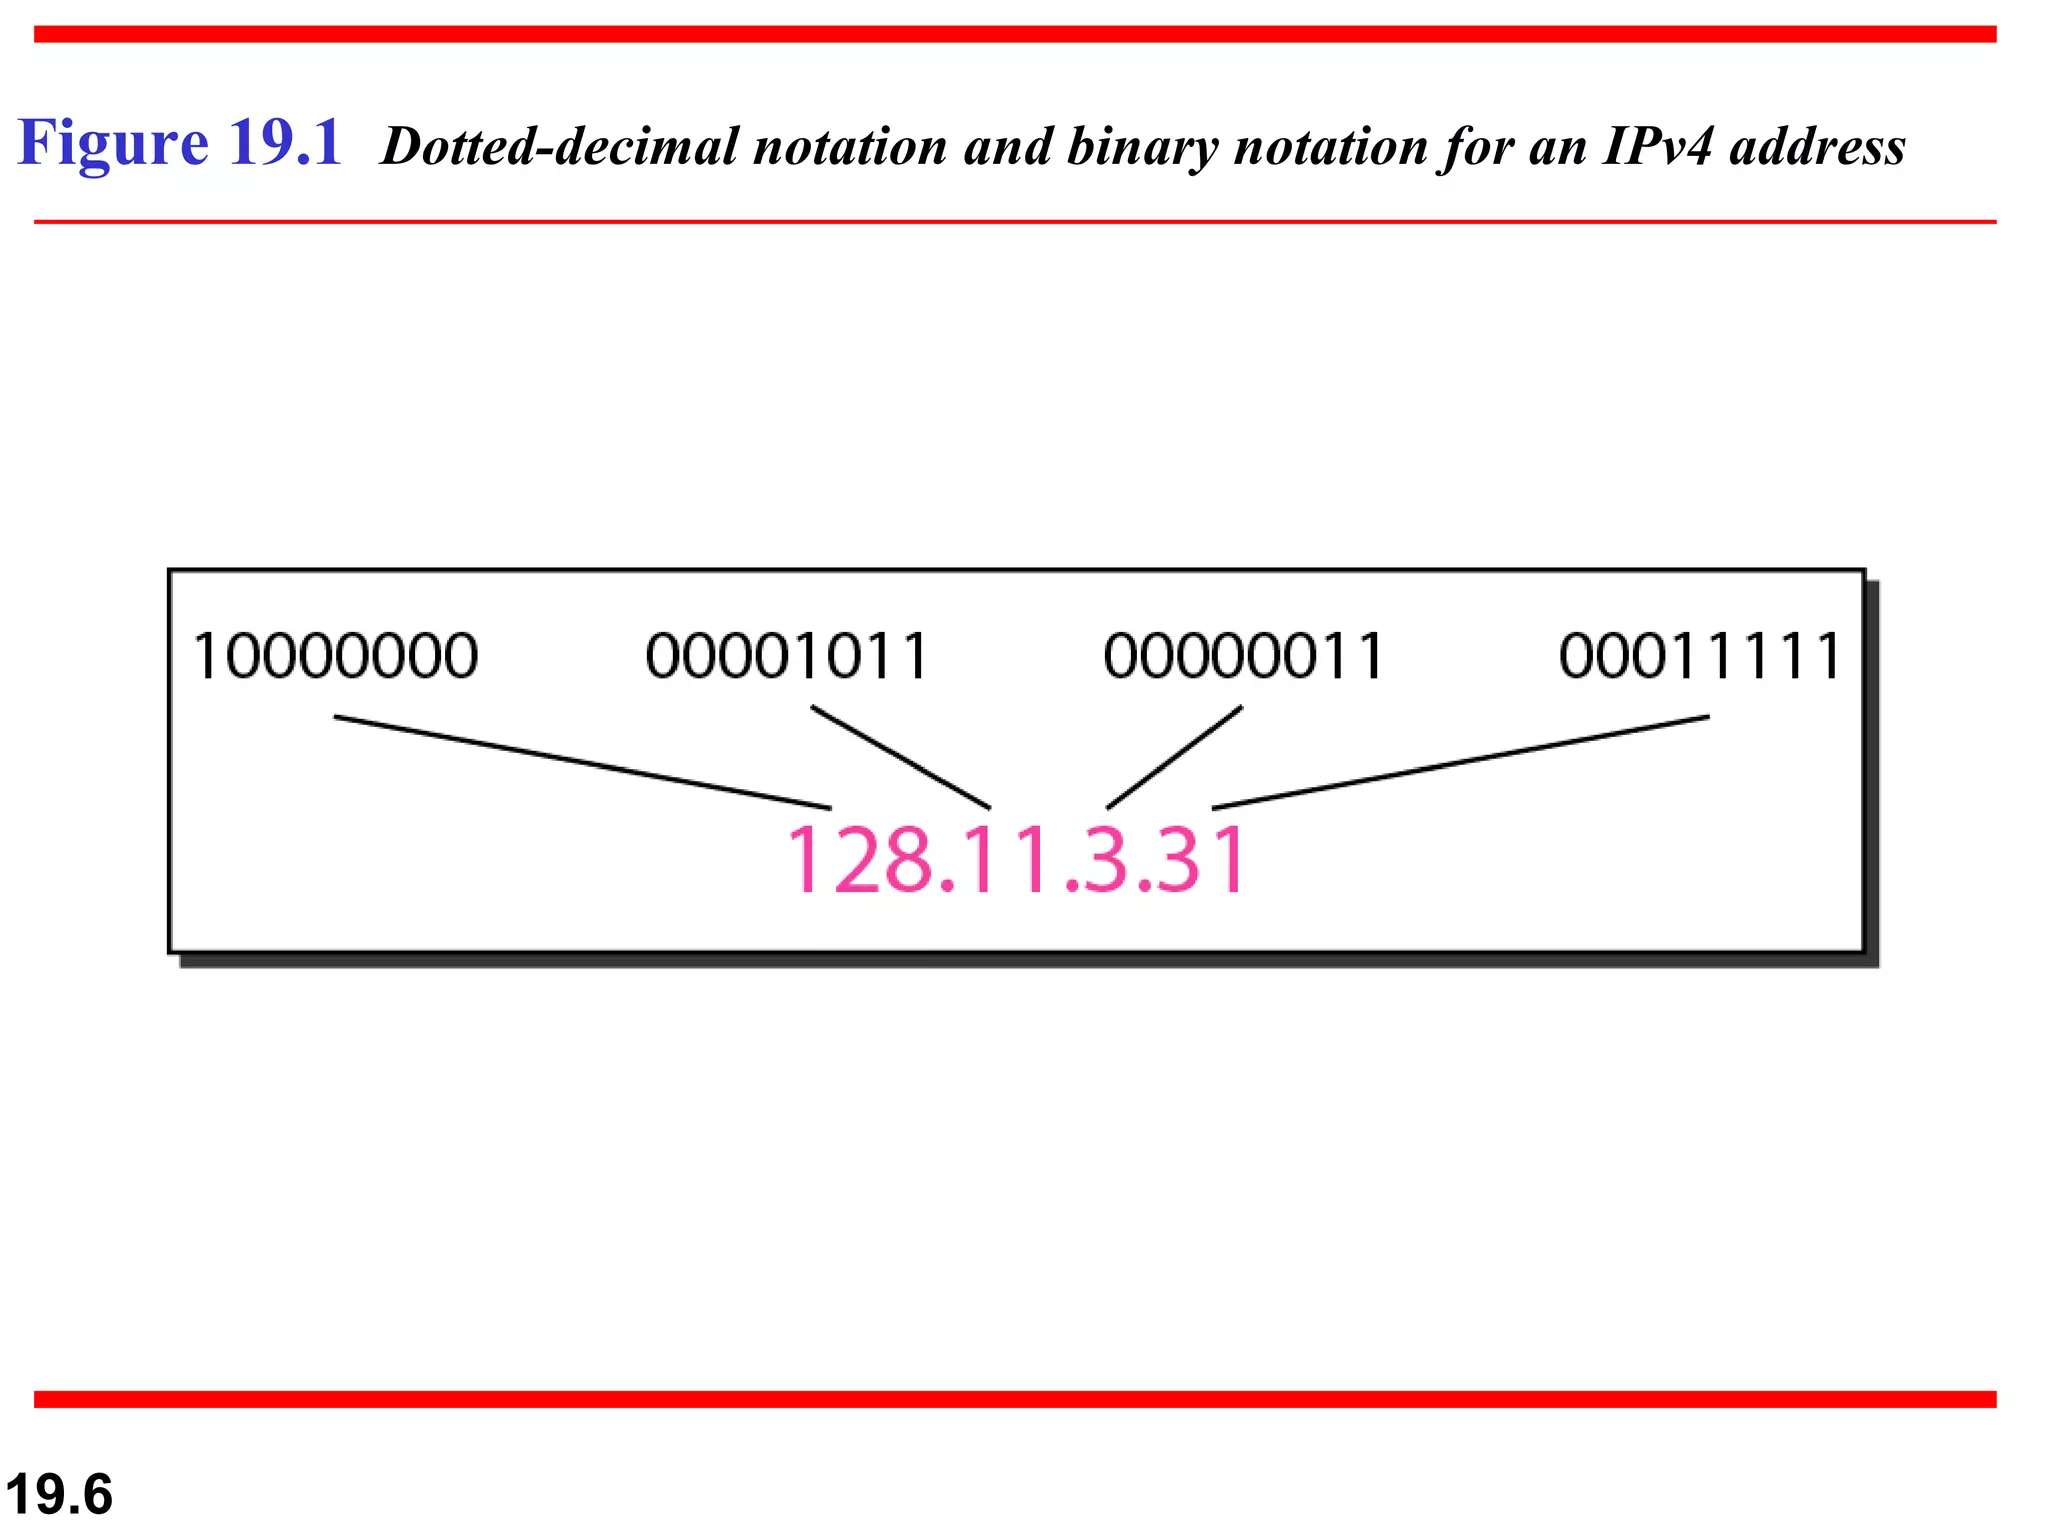 Figure 19.1 Dotted-decimal notation and binary notation for an IPv4 address
10000000 00001011 00000011 00011111
128.11.3.31
19.6